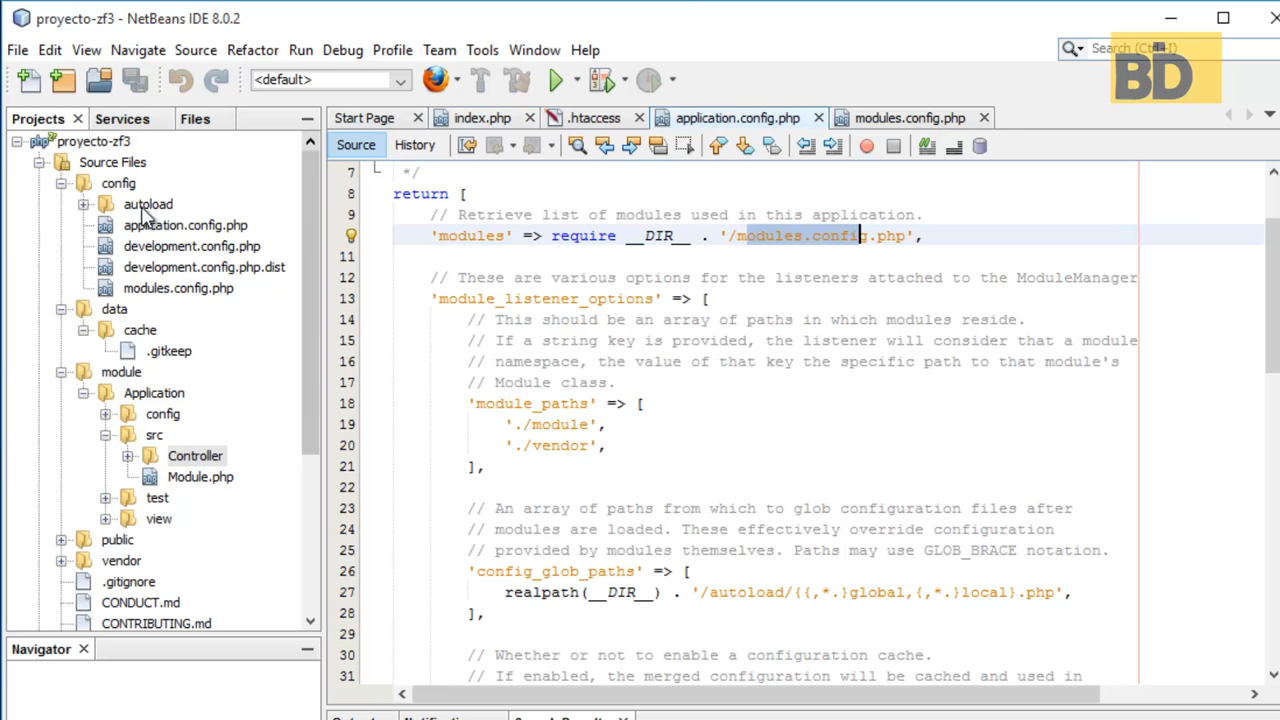 proyecto-zf3 - NetBeans IDE 8.0.2
File Edit View Navigate Source Refactor Run Debug Profile Team Tools Window Help
Search (Ctrl+I)
BD
<default>
Projects Services Files
Start Page index.php .htaccess application.config.php modules.config.php
Source History
proyecto-zf3
Source Files
config
autoload
application.config.php
development.config.php
development.config.php.dist
modules.config.php
data
cache
.gitkeep
module
Application
config
src
Controller
Module.php
test
view
public
vendor
.gitignore
CONDUCT.md
CONTRIBUTING.md
Navigator
7 */
8 return [
9 // Retrieve list of modules used in this application.
'modules' => require __DIR__ . '/modules.config.php',
11
12 // These are various options for the listeners attached to the ModuleManager
13 'module_listener_options' => [
14 // This should be an array of paths in which modules reside.
15 // If a string key is provided, the listener will consider that a module
16 // namespace, the value of that key the specific path to that module's
17 // Module class.
18 'module_paths' => [
19 './module',
20 './vendor',
21 ],
22
23 // An array of paths from which to glob configuration files after
24 // modules are loaded. These effectively override configuration
25 // provided by modules themselves. Paths may use GLOB_BRACE notation.
26 'config_glob_paths' => [
27 realpath(__DIR__) . '/autoload/{{,*.}global,{,*.}local}.php',
28 ],
29
30 // Whether or not to enable a configuration cache.
31 // If enabled, the merged configuration will be cached and used in